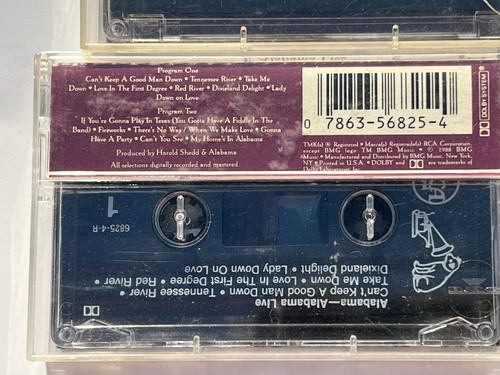 Program One
Can't Keep A Good Man Down • Tennessee River • Take Me
Down • Love In The First Degree • Red River • Dixieland Delight • Lady
Down on Love
Program Two
If You're Gonna Play In Texas (You Gotta Have A Fiddle In The
Band) • Fireworks • There's No Way / When We Make Love • Gonna
Have A Party • Can't You See • My Home's In Alabama
Produced by Harold Shedd & Alabama
All selections digitally recorded and mastered
0 7863-56825-4
DOLBY SYSTEM®
TMK(s) ® Registered • Marca(s) Registrada(s) RCA Corporation,
except BMG logo TM BMG Music • © 1988 BMG
Music • Manufactured and Distributed by BMG Music, New York,
NY • Printed in U.S.A. • DOLBY and are trademarks of
Dolby Laboratories
Alabama—Alabama Live
Can't Keep A Good Man Down • Tennessee River •
Take Me Down • Love In The First Degree • Red River •
Dixieland Delight • Lady Down On Love
1
6825-4-R